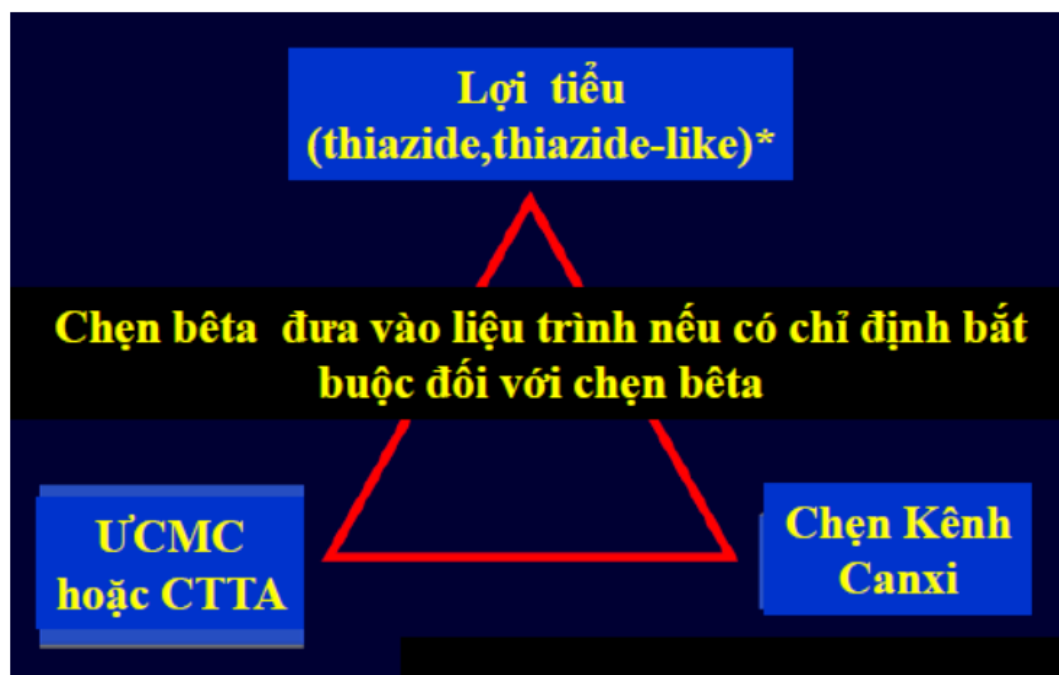 Lợi tiểu
(thiazide,thiazide-like)*
Chẹn bêta đưa vào liệu trình nếu có chỉ định bắt
buộc đối với chẹn bêta
ƯCMC
hoặc CTTA
Chẹn Kênh
Canxi